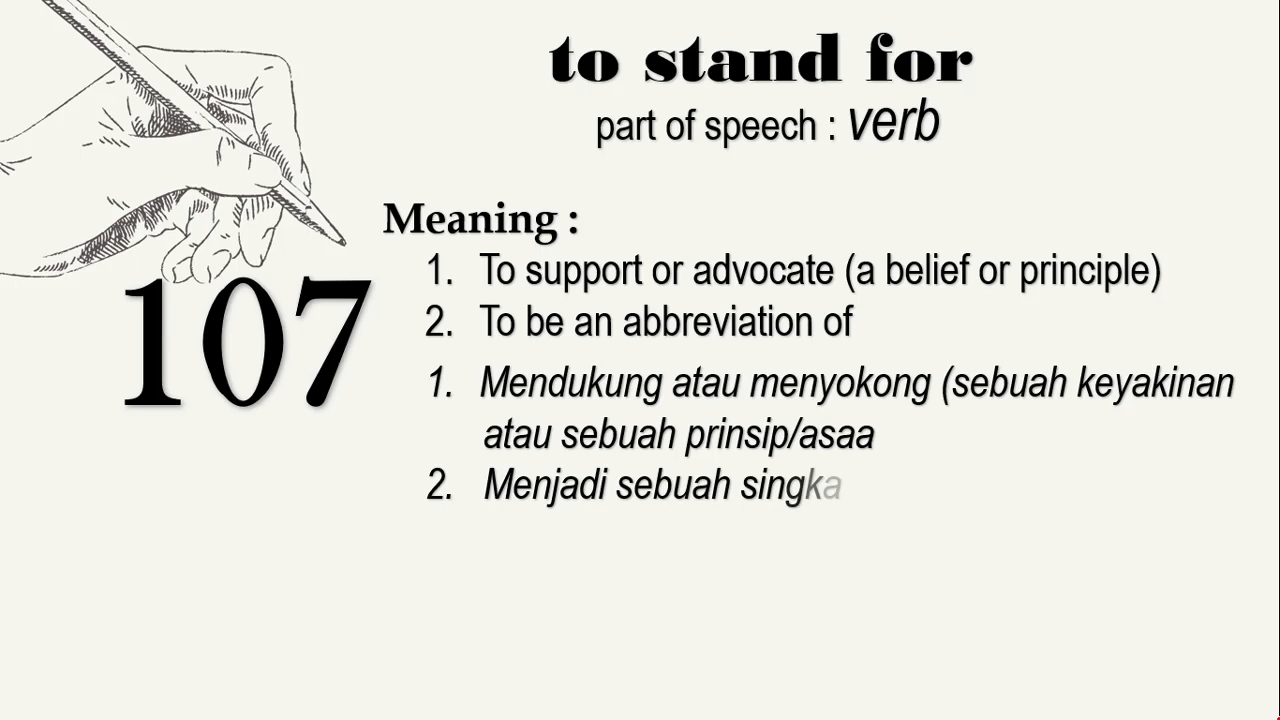 to stand for
part of speech : verb
Meaning :
107
1. To support or advocate (a belief or principle)
2. To be an abbreviation of
1. Mendukung atau menyokong (sebuah keyakinan
atau sebuah prinsip/asaa
2. Menjadi sebuah singka